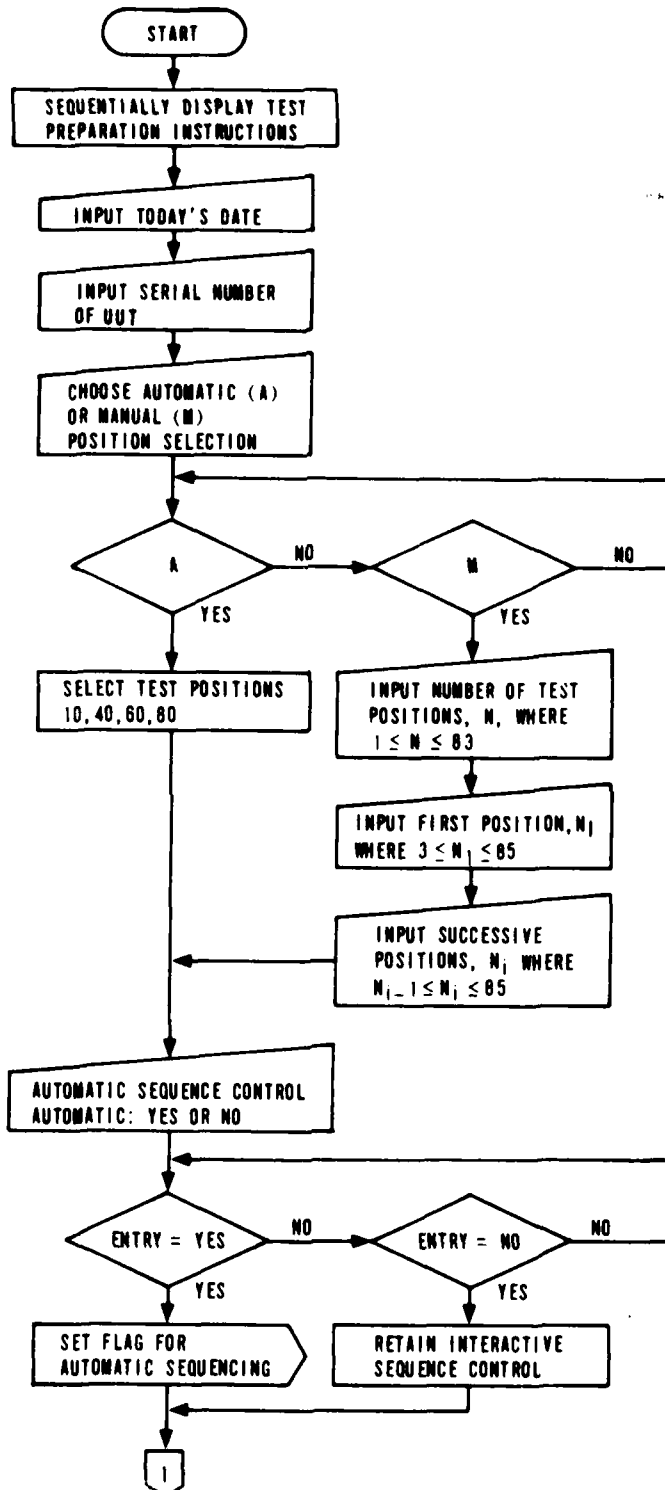 START
SEQUENTIALLY DISPLAY TEST
PREPARATION INSTRUCTIONS
INPUT TODAY'S DATE
INPUT SERIAL NUMBER
OF UUT
CHOOSE AUTOMATIC (A)
OR MANUAL (M)
POSITION SELECTION
A
NO
M
NO
YES
YES
SELECT TEST POSITIONS
10,40,60,80
INPUT NUMBER OF TEST
POSITIONS, N, WHERE
1 ≤ N ≤ 83
INPUT FIRST POSITION, N₁
WHERE 3 ≤ N₁ ≤ 85
INPUT SUCCESSIVE
POSITIONS, Nᵢ WHERE
Nᵢ₋₁ ≤ Nᵢ ≤ 85
AUTOMATIC SEQUENCE CONTROL
AUTOMATIC: YES OR NO
ENTRY = YES
NO
ENTRY = NO
NO
YES
YES
SET FLAG FOR
AUTOMATIC SEQUENCING
RETAIN INTERACTIVE
SEQUENCE CONTROL
1